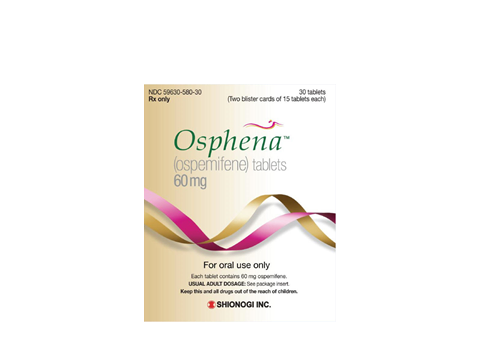 NDC 59630-580-30
Rx only
30 tablets
(Two blister cards of 15 tablets each)
Osphena™
(ospemifene) tablets
60 mg
For oral use only
Each tablet contains 60 mg ospemifene.
USUAL ADULT DOSAGE: See package insert.
Keep this and all drugs out of the reach of children.
SHIONOGI INC.